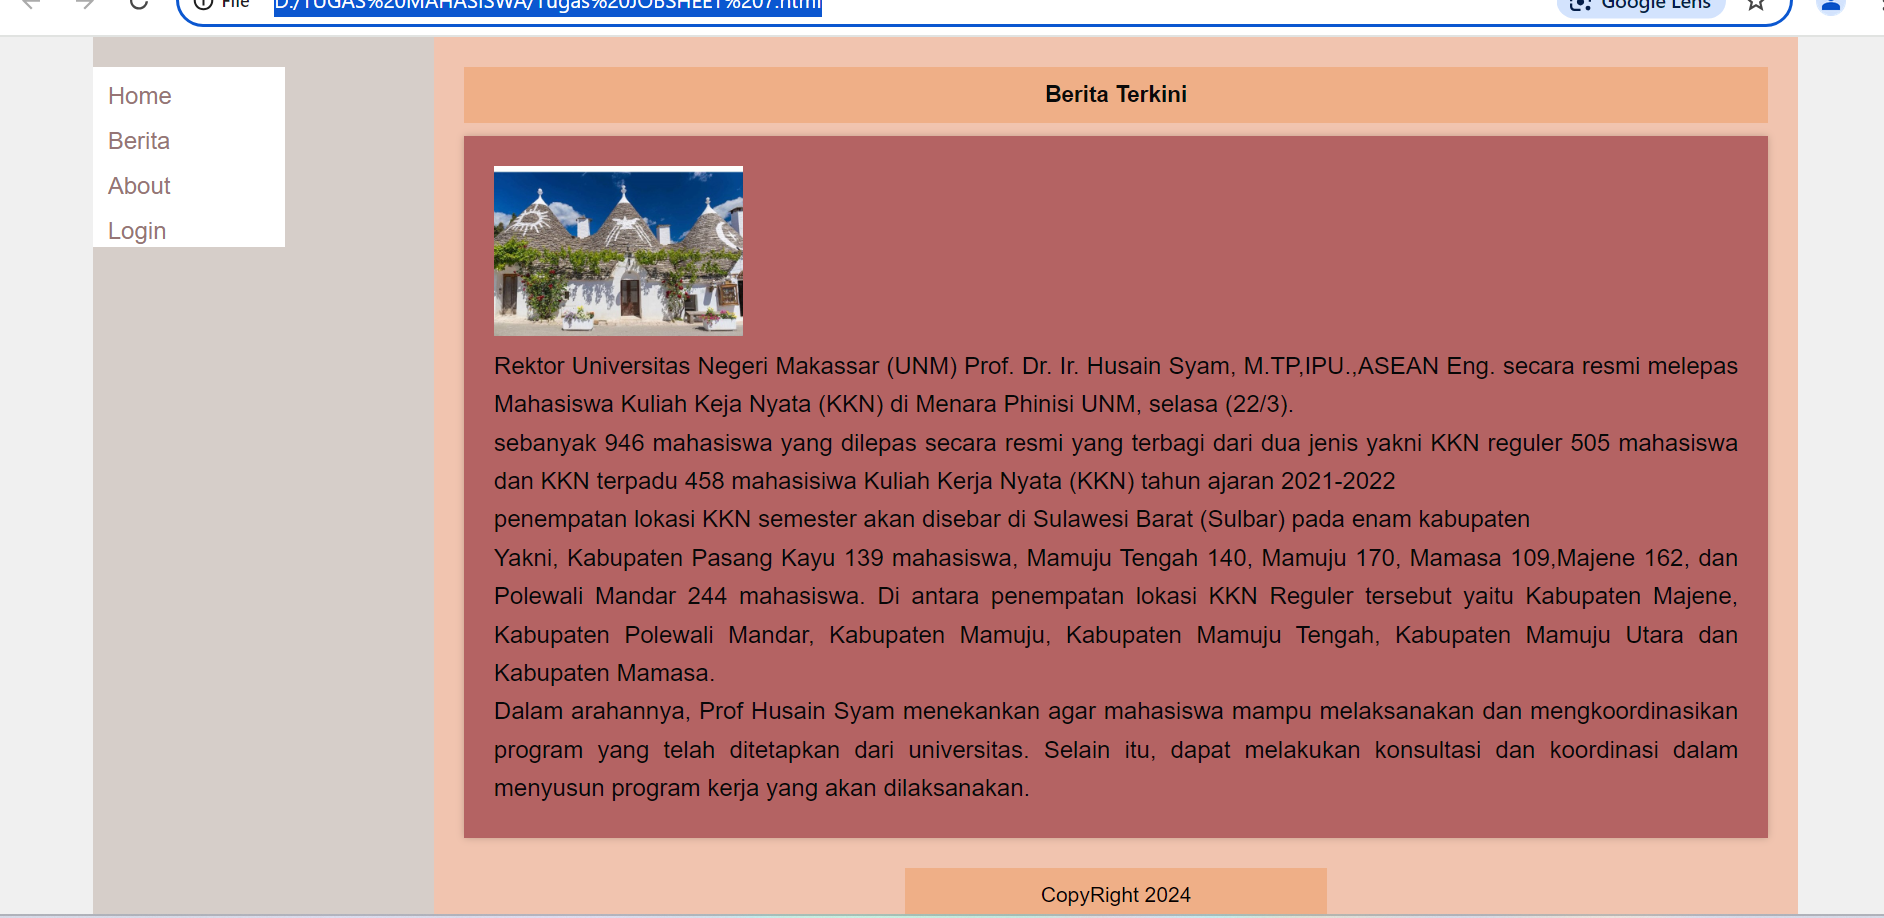 File
D:/TUGAS%20MAHASISWA/Tugas%20JOBSHEET%207.html
Google Lens
Home
Berita
About
Login
Berita Terkini
Rektor Universitas Negeri Makassar (UNM) Prof. Dr. Ir. Husain Syam, M.TP,IPU.,ASEAN Eng. secara resmi melepas
Mahasiswa Kuliah Keja Nyata (KKN) di Menara Phinisi UNM, selasa (22/3).
sebanyak 946 mahasiswa yang dilepas secara resmi yang terbagi dari dua jenis yakni KKN reguler 505 mahasiswa
dan KKN terpadu 458 mahasisiwa Kuliah Kerja Nyata (KKN) tahun ajaran 2021-2022
penempatan lokasi KKN semester akan disebar di Sulawesi Barat (Sulbar) pada enam kabupaten
Yakni, Kabupaten Pasang Kayu 139 mahasiswa, Mamuju Tengah 140, Mamuju 170, Mamasa 109,Majene 162, dan
Polewali Mandar 244 mahasiswa. Di antara penempatan lokasi KKN Reguler tersebut yaitu Kabupaten Majene,
Kabupaten Polewali Mandar, Kabupaten Mamuju, Kabupaten Mamuju Tengah, Kabupaten Mamuju Utara dan
Kabupaten Mamasa.
Dalam arahannya, Prof Husain Syam menekankan agar mahasiswa mampu melaksanakan dan mengkoordinasikan
program yang telah ditetapkan dari universitas. Selain itu, dapat melakukan konsultasi dan koordinasi dalam
menyusun program kerja yang akan dilaksanakan.
CopyRight 2024